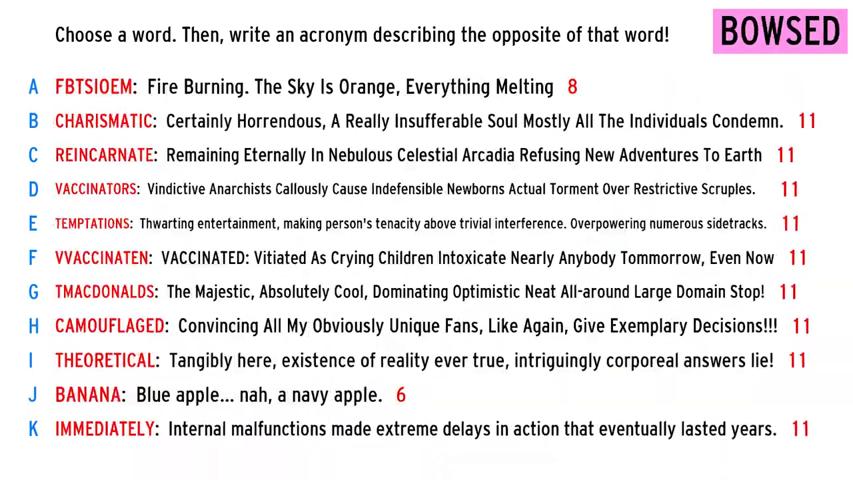 Choose a word. Then, write an acronym describing the opposite of that word!
BOWSED
A FBTSIOEM: Fire Burning. The Sky Is Orange, Everything Melting 8
B CHARISMATIC: Certainly Horrendous, A Really Insufferable Soul Mostly All The Individuals Condemn. 11
C REINCARNATE: Remaining Eternally In Nebulous Celestial Arcadia Refusing New Adventures To Earth 11
D VACCINATORS: Vindictive Anarchists Callously Cause Indefensible Newborns Actual Torment Over Restrictive Scruples. 11
E TEMPTATIONS: Thwarting entertainment, making person's tenacity above trivial interference. Overpowering numerous sidetracks. 11
F VVACCINATEN: VACCINATED: Vitiated As Crying Children Intoxicate Nearly Anybody Tommorrow, Even Now 11
G TMACDONALDS: The Majestic, Absolutely Cool, Dominating Optimistic Neat All-around Large Domain Stop! 11
H CAMOUFLAGED: Convincing All My Obviously Unique Fans, Like Again, Give Exemplary Decisions!!! 11
I THEORETICAL: Tangibly here, existence of reality ever true, intriguingly corporeal answers lie! 11
J BANANA: Blue apple... nah, a navy apple. 6
K IMMEDIATELY: Internal malfunctions made extreme delays in action that eventually lasted years. 11